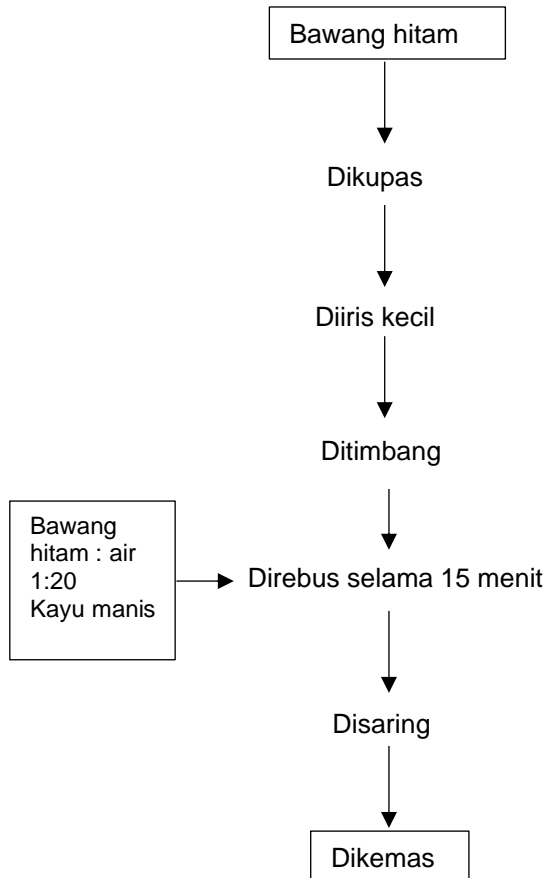 Bawang hitam
Dikupas
Diiris kecil
Ditimbang
Bawang
hitam : air
1:20
Kayu manis
Direbus selama 15 menit
Disaring
Dikemas